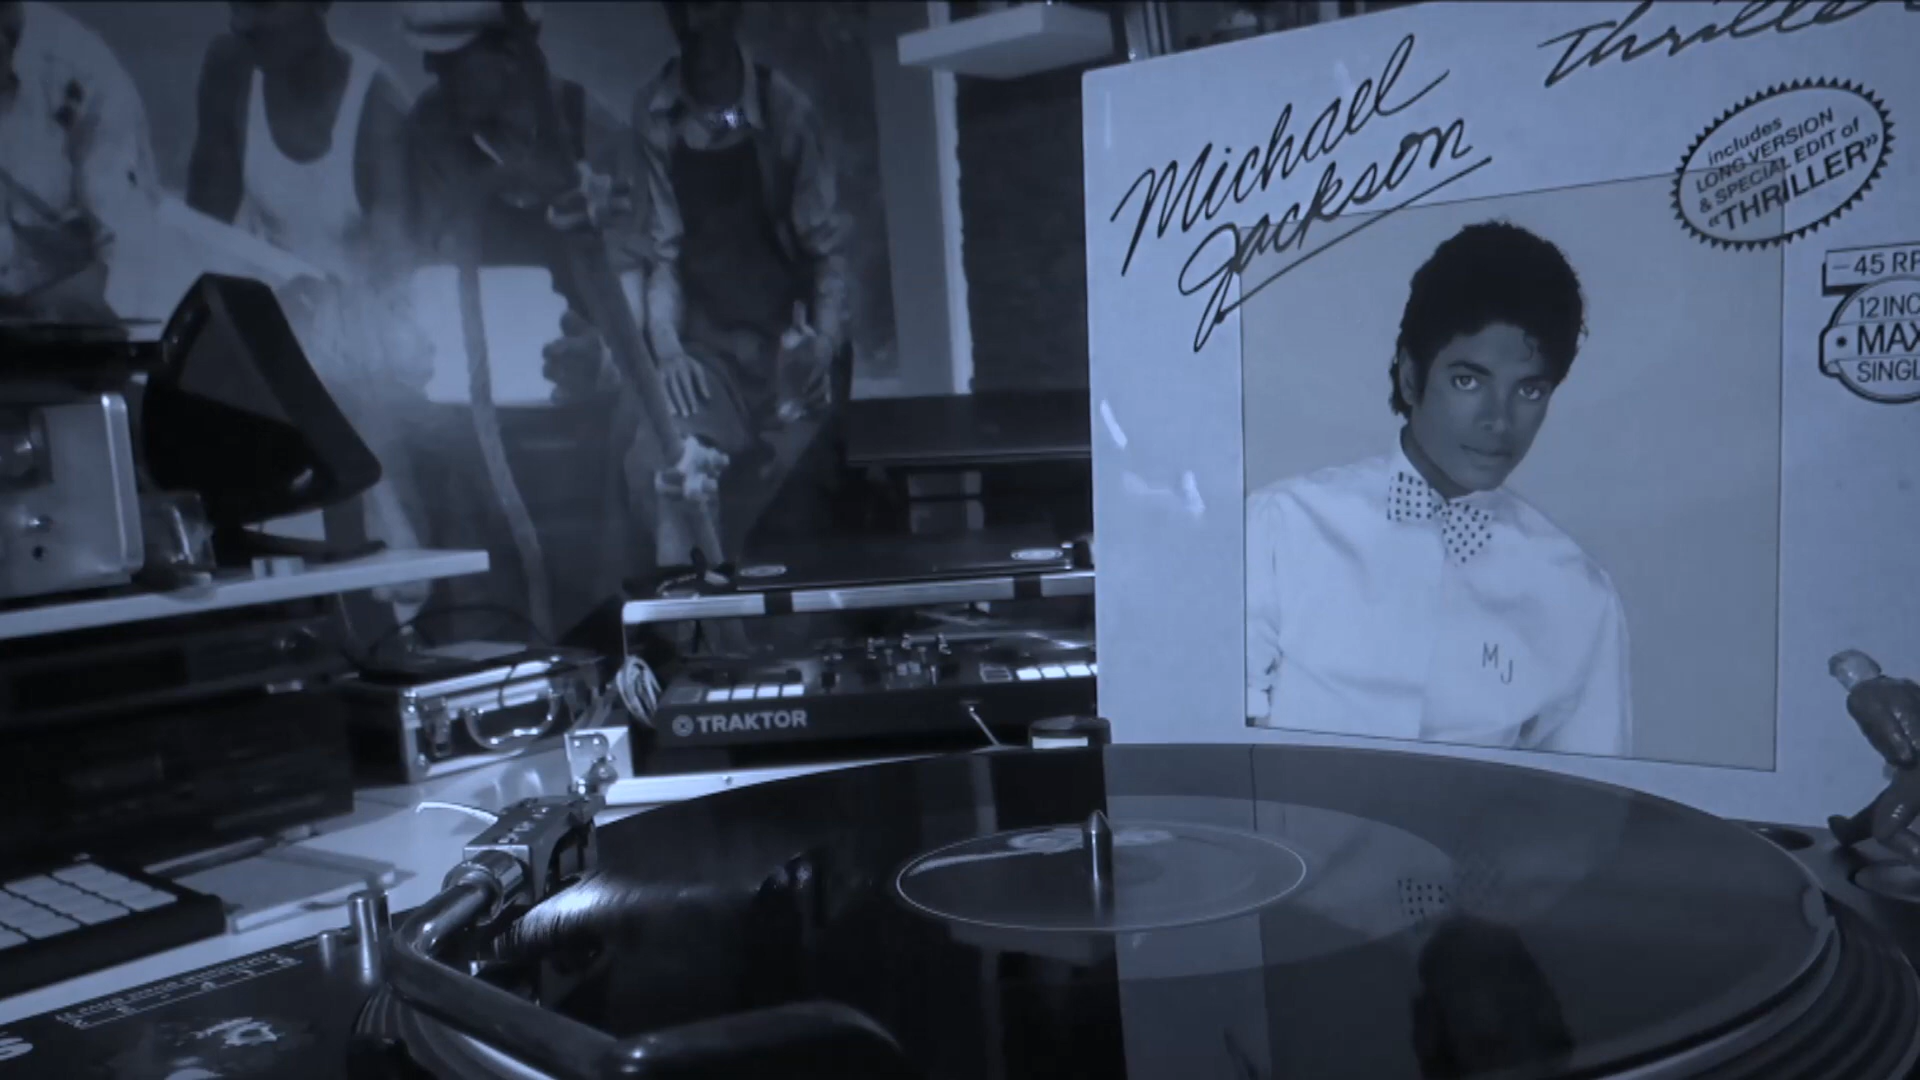 Michael
Jackson
Thrille
includes
LONG VERSION
& SPECIAL EDIT of
«THRILLER»
45 RP
12 INC
MAX
SINGL
MJ
TRAKTOR
S